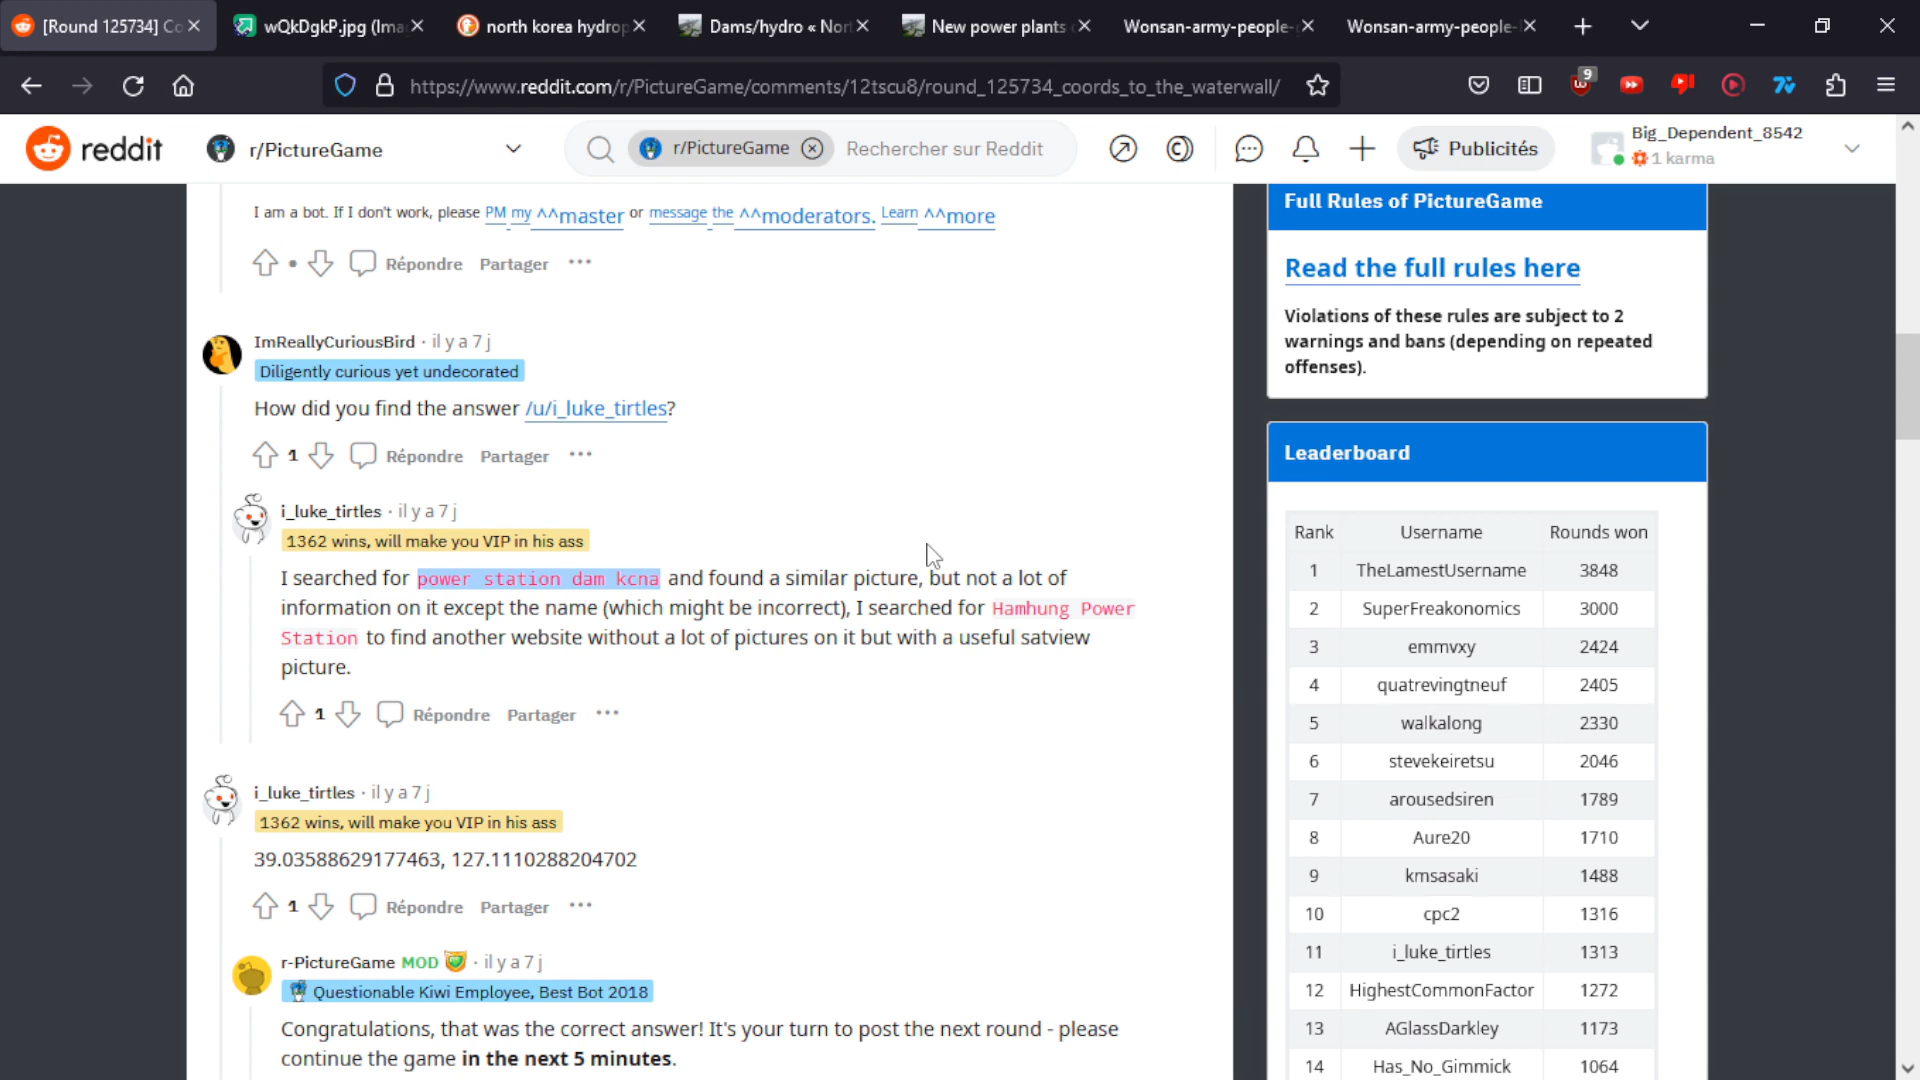 [Round 125734] Co
wQkDgkP.jpg (Ima
north korea hydrop
Dams/hydro « Nort
New power plants o
Wonsan-army-people-g
Wonsan-army-people-
https://www.reddit.com/r/PictureGame/comments/12tscu8/round_125734_coords_to_the_waterwall/
9
reddit
r/PictureGame
r/PictureGame
Rechercher sur Reddit
Publicités
Big_Dependent_8542
1 karma
I am a bot. If I don't work, please PM my ^^master or message the ^^moderators. Learn ^^more
Répondre Partager
ImReallyCuriousBird · il y a 7 j
Diligently curious yet undecorated
How did you find the answer /u/i_luke_tirtles?
1 Répondre Partager
i_luke_tirtles · il y a 7 j
1362 wins, will make you VIP in his ass
I searched for power station dam kcna and found a similar picture, but not a lot of
information on it except the name (which might be incorrect), I searched for Hamhung Power
Station to find another website without a lot of pictures on it but with a useful satview
picture.
1 Répondre Partager
i_luke_tirtles · il y a 7 j
1362 wins, will make you VIP in his ass
39.03588629177463, 127.1110288204702
1 Répondre Partager
r-PictureGame MOD · il y a 7 j
Questionable Kiwi Employee, Best Bot 2018
Congratulations, that was the correct answer! It's your turn to post the next round - please
continue the game in the next 5 minutes.
Full Rules of PictureGame
Read the full rules here
Violations of these rules are subject to 2
warnings and bans (depending on repeated
offenses).
Leaderboard
Rank Username Rounds won
1 TheLamestUsername 3848
2 SuperFreakonomics 3000
3 emmvxy 2424
4 quatrevingtneuf 2405
5 walkalong 2330
6 stevekeiretsu 2046
7 arousedsiren 1789
8 Aure20 1710
9 kmsasaki 1488
10 cpc2 1316
11 i_luke_tirtles 1313
12 HighestCommonFactor 1272
13 AGlassDarkley 1173
14 Has_No_Gimmick 1064